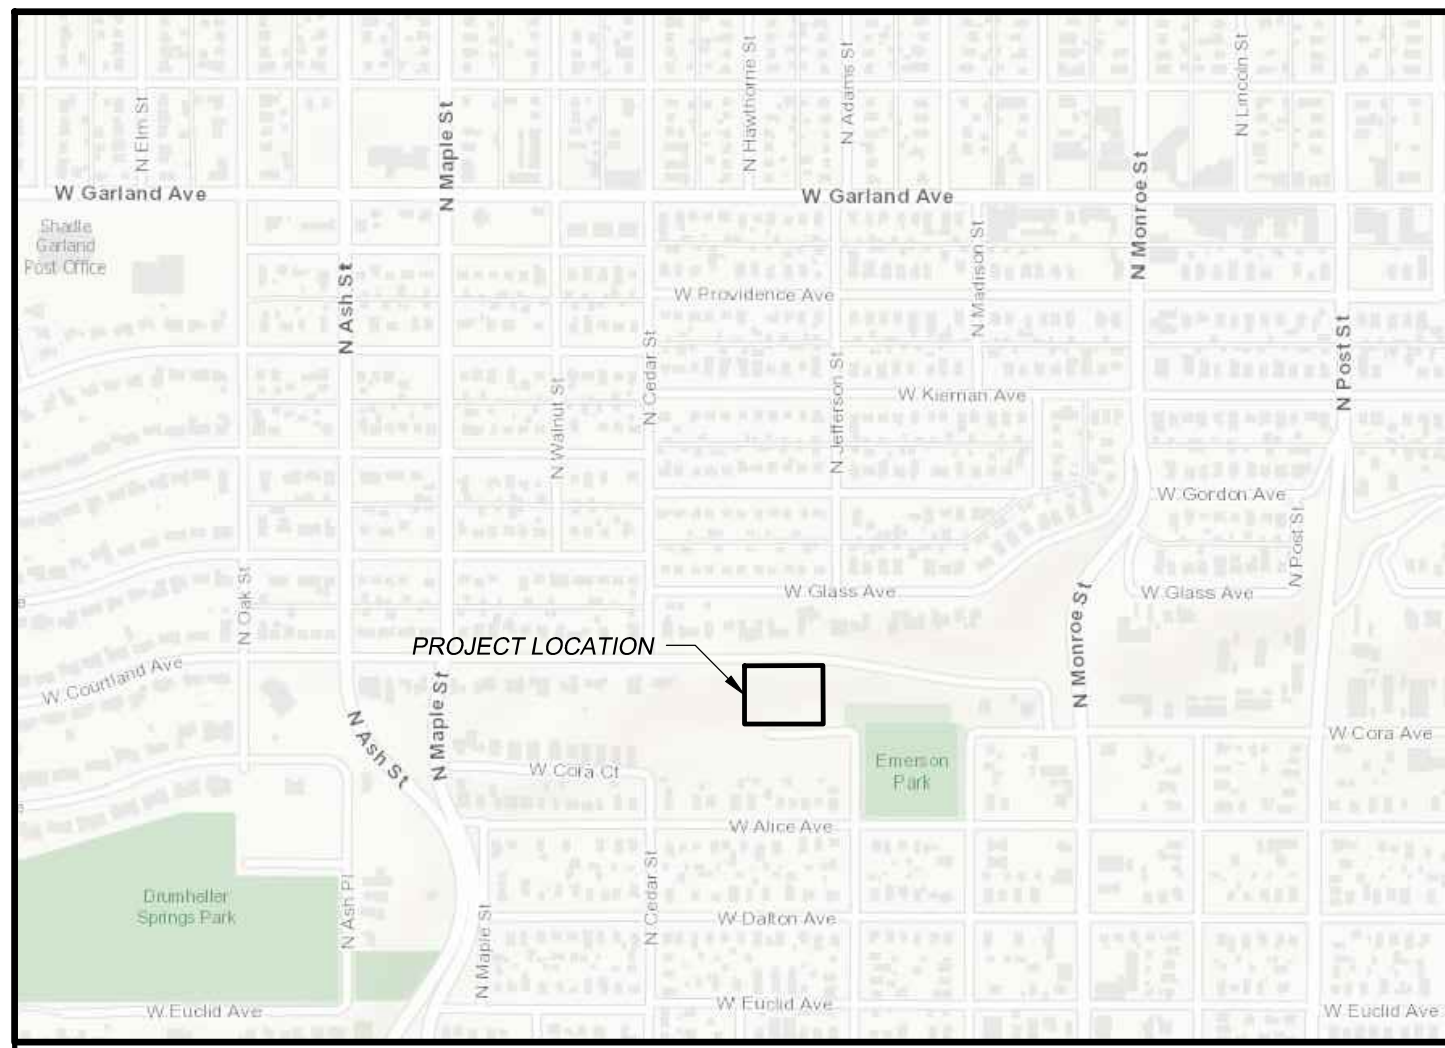 N Elm St
N Maple St
N Hawthorne St
N Adams St
N Lincoln St
W Garland Ave
W Garland Ave
N Monroe St
Shadle
Garland
Post Office
N Ash St
N Madison St
W Providence Ave
N Cedar St
N Post St
N Jefferson St
W Kiernan Ave
N Walnut St
W Gordon Ave
N Post St
N Oak St
W Glass Ave
W Glass Ave
N Monroe St
PROJECT LOCATION
W Courtland Ave
N Maple St
N Ash St
W Cora Ave
W Cora Ct
Emerson
Park
W Alice Ave
Drumheller
Springs Park
N Ash Pl
N Cedar St
W Dalton Ave
N Maple St
W Euclid Ave
W Euclid Ave
W Euclid Ave